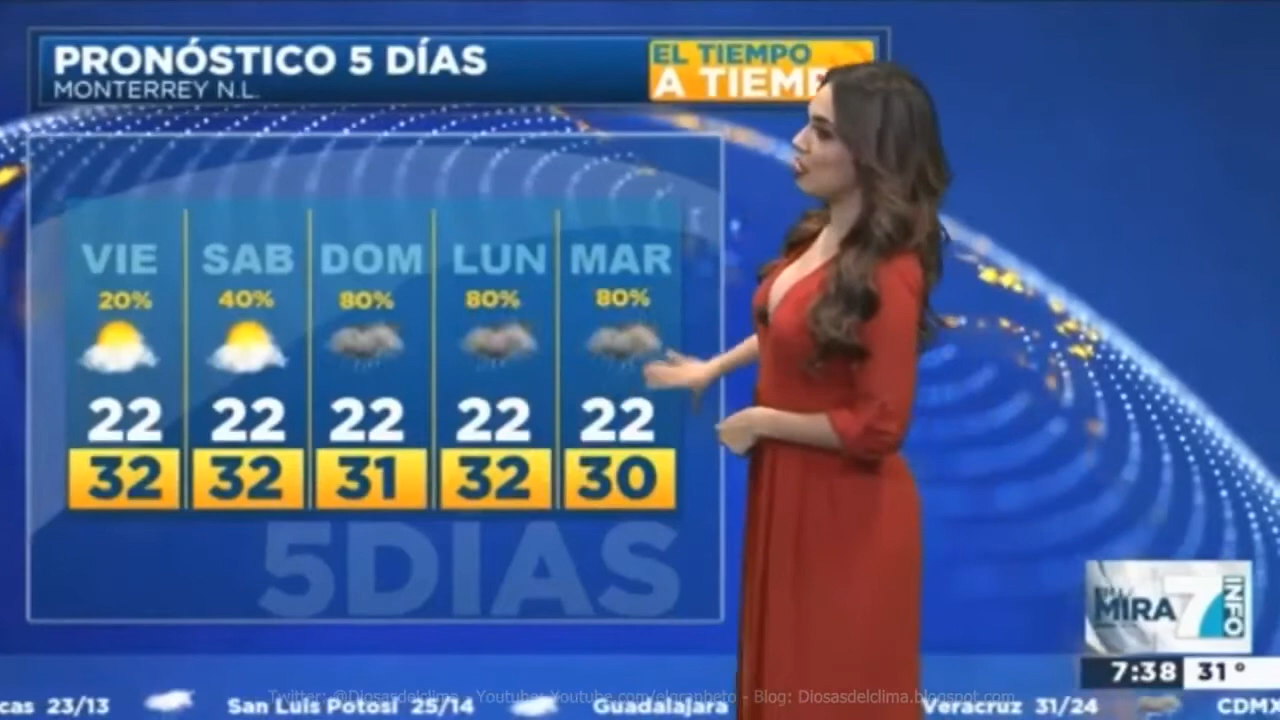 PRONÓSTICO 5 DÍAS
MONTERREY N.L.
EL TIEMPO
A TIEMP
VIE SAB DOM LUN MAR
20% 40% 80% 80% 80%
22 22 22 22 22
32 32 31 32 30
5DIAS
MIRA 7 INFO
7:38 31°
Twitter: @Diosasdelclima - Youtube: Youtube.com/elgranbeto - Blog: Diosasdelclima.blogspot.com
cas 23/13 San Luis Potosí 25/14 Guadalajara Veracruz 31/24 CDMX